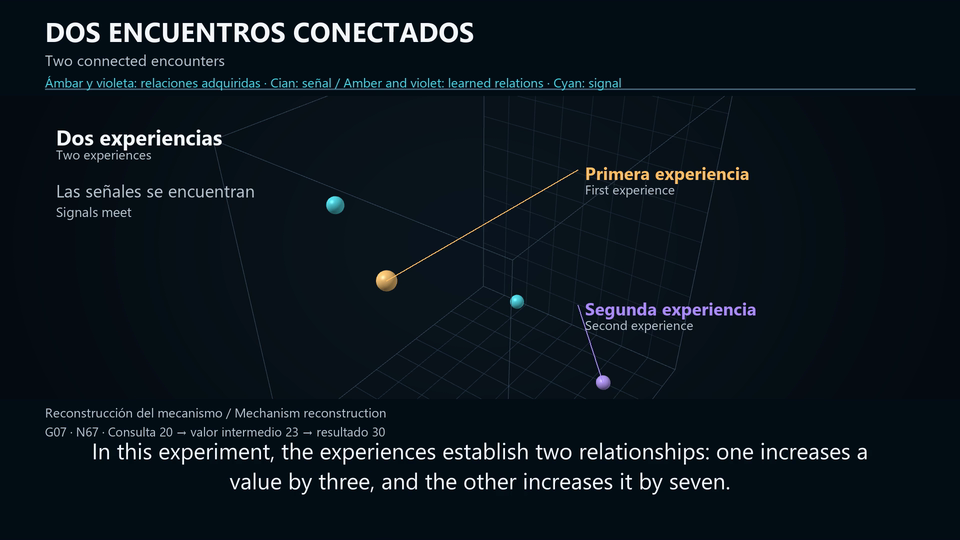 DOS ENCUENTROS CONECTADOS
Two connected encounters
Ámbar y violeta: relaciones adquiridas · Cian: señal / Amber and violet: learned relations · Cyan: signal
Dos experiencias
Two experiences
Las señales se encuentran
Signals meet
Primera experiencia
First experience
Segunda experiencia
Second experience
Reconstrucción del mecanismo / Mechanism reconstruction
G07 · N67 · Consulta 20 → valor intermedio 23 → resultado 30
In this experiment, the experiences establish two relationships: one increases a
value by three, and the other increases it by seven.